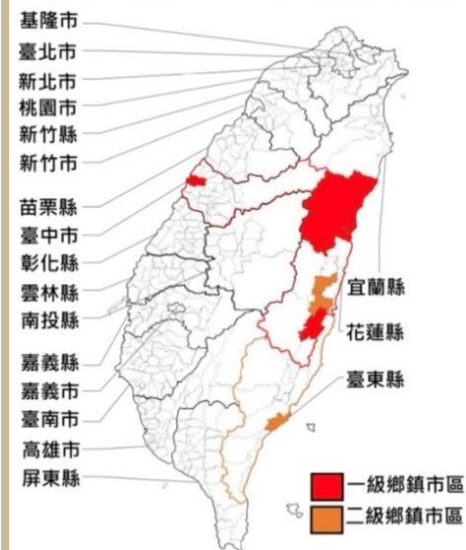 基隆市
臺北市
新北市
桃園市
新竹縣
新竹市
苗栗縣
臺中市
彰化縣
雲林縣
南投縣
嘉義縣
嘉義市
臺南市
高雄市
屏東縣
宜蘭縣
花蓮縣
臺東縣
一級鄉鎮市區
二級鄉鎮市區